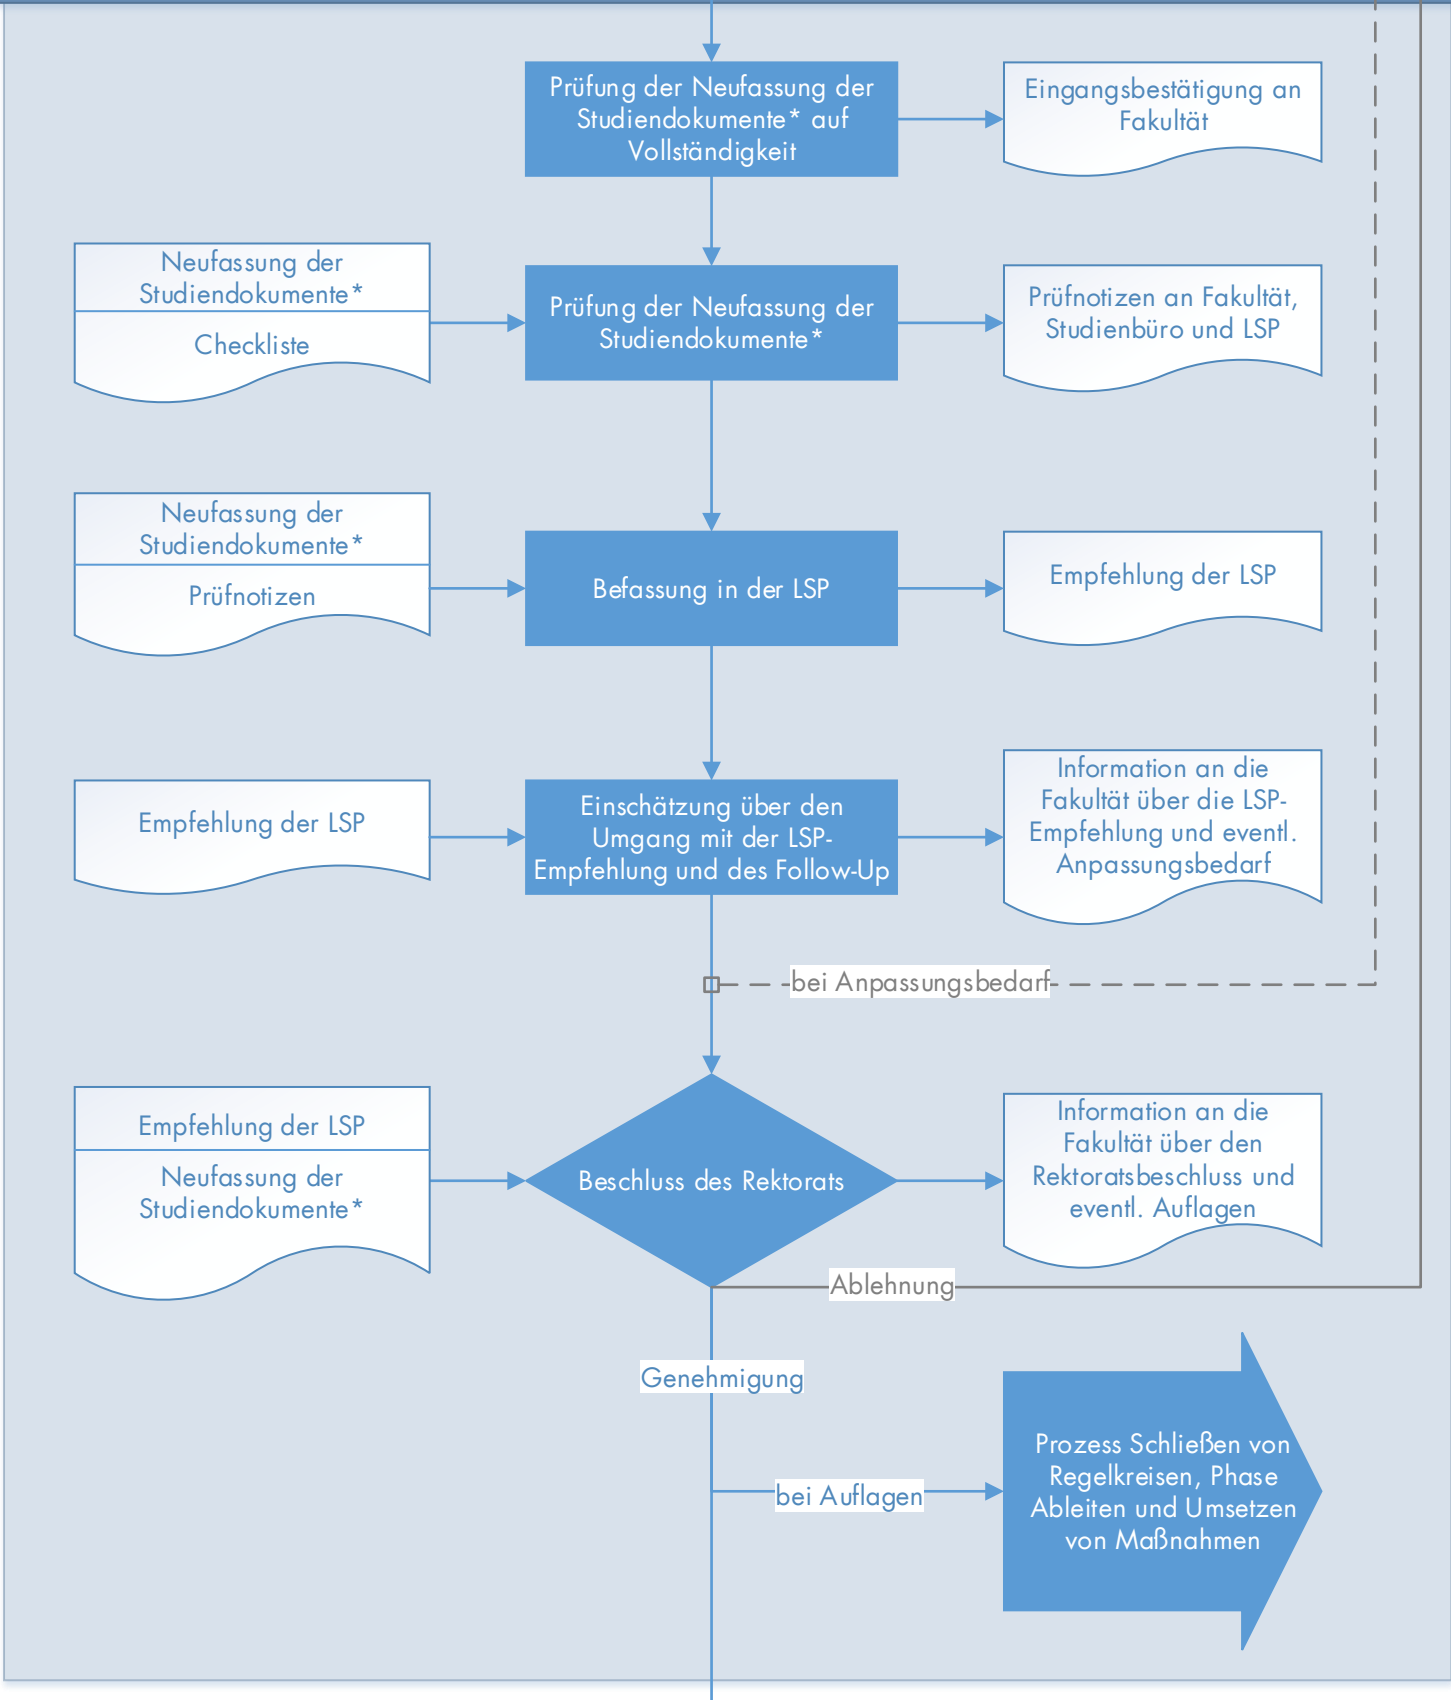 Prüfung der Neufassung der
Studiendokumente* auf
Vollständigkeit
Eingangsbestätigung an
Fakultät
Neufassung der
Studiendokumente*
Checkliste
Prüfung der Neufassung der
Studiendokumente*
Prüfnotizen an Fakultät,
Studienbüro und LSP
Neufassung der
Studiendokumente*
Prüfnotizen
Befassung in der LSP
Empfehlung der LSP
Empfehlung der LSP
Einschätzung über den
Umgang mit der LSP-
Empfehlung und des Follow-Up
Information an die
Fakultät über die LSP-
Empfehlung und eventl.
Anpassungsbedarf
bei Anpassungsbedarf
Empfehlung der LSP
Neufassung der
Studiendokumente*
Beschluss des Rektorats
Information an die
Fakultät über den
Rektoratsbeschluss und
eventl. Auflagen
Ablehnung
Genehmigung
bei Auflagen
Prozess Schließen von
Regelkreisen, Phase
Ableiten und Umsetzen
von Maßnahmen